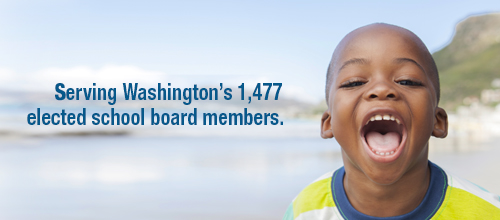 Serving Washington's 1,477
elected school board members.